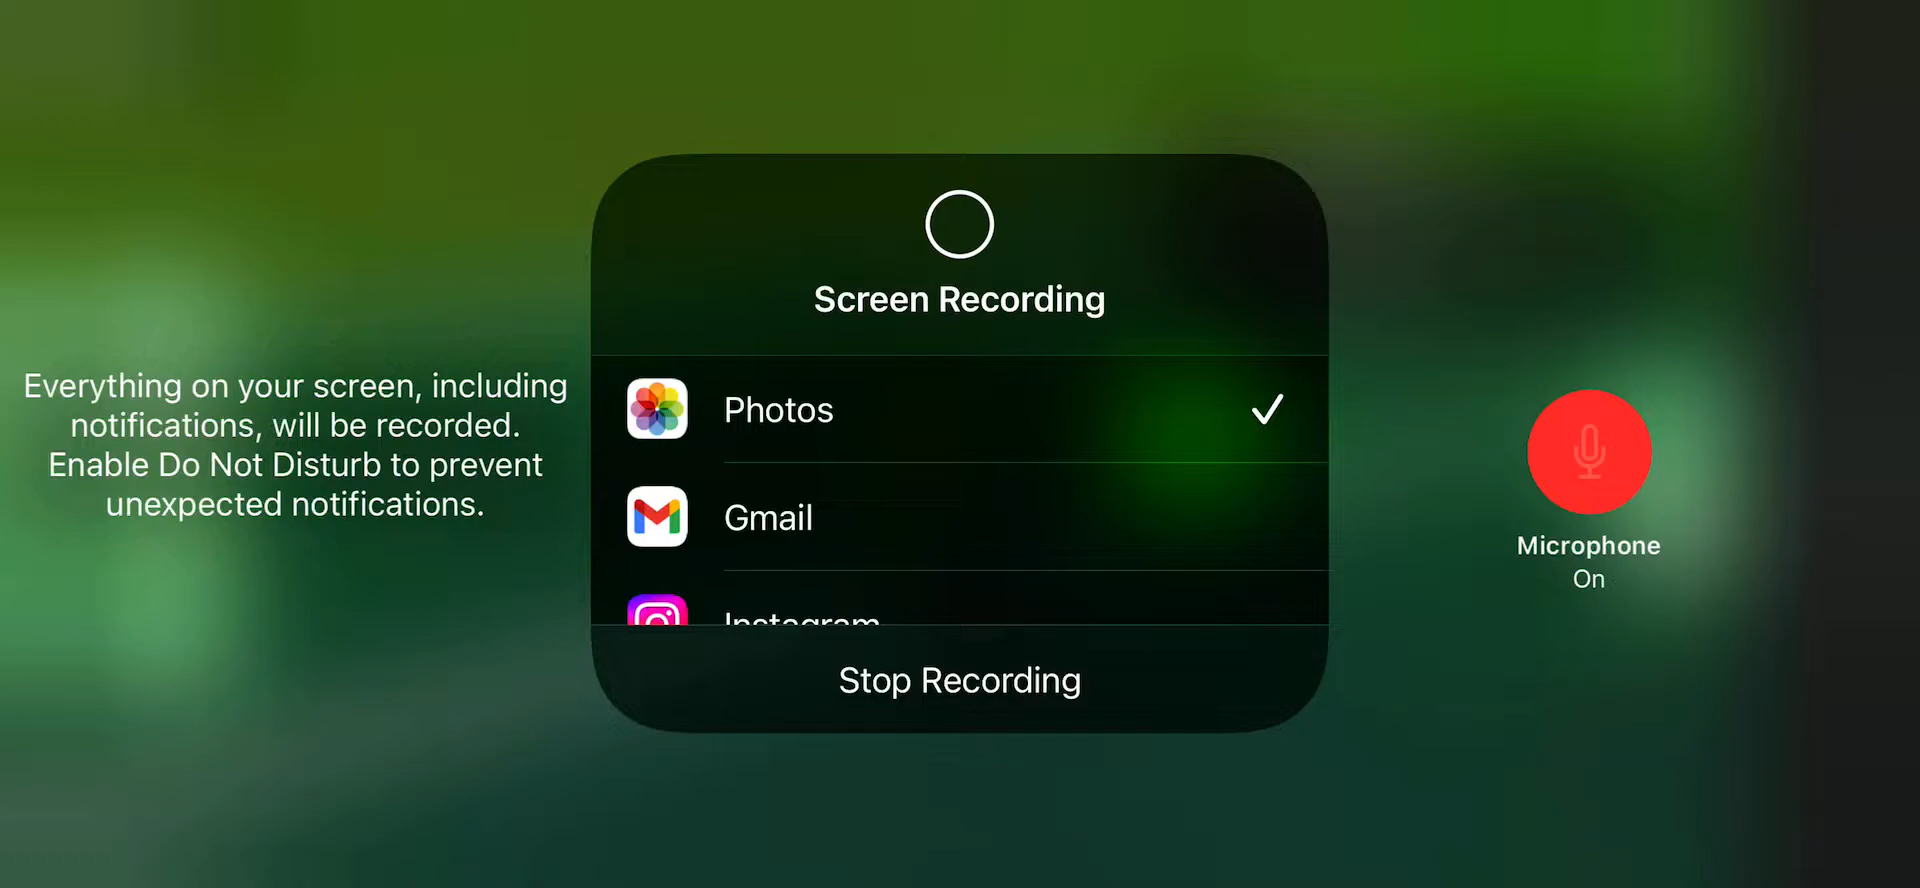 Screen Recording
Everything on your screen, including
notifications, will be recorded.
Enable Do Not Disturb to prevent
unexpected notifications.
Photos
Gmail
Instagram
Stop Recording
Microphone
On